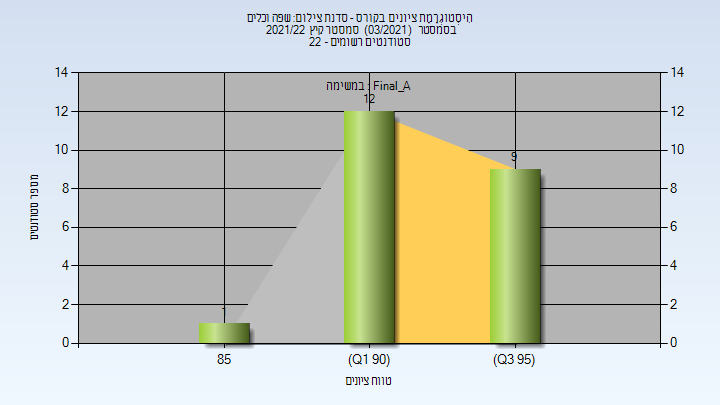 היסטוגרמת ציונים בקורס - סדנת צילום: שפה וכלים
בסמסטר (03/2021) סמסטר קיץ 2021/22
סטודנטים רשומים - 22
במשימה : Final_A
14
12
10
8
6
4
2
0
14
12
10
8
6
4
2
0
1
12
9
85
(Q1 90)
(Q3 95)
מספר סטודנטים
טווח ציונים